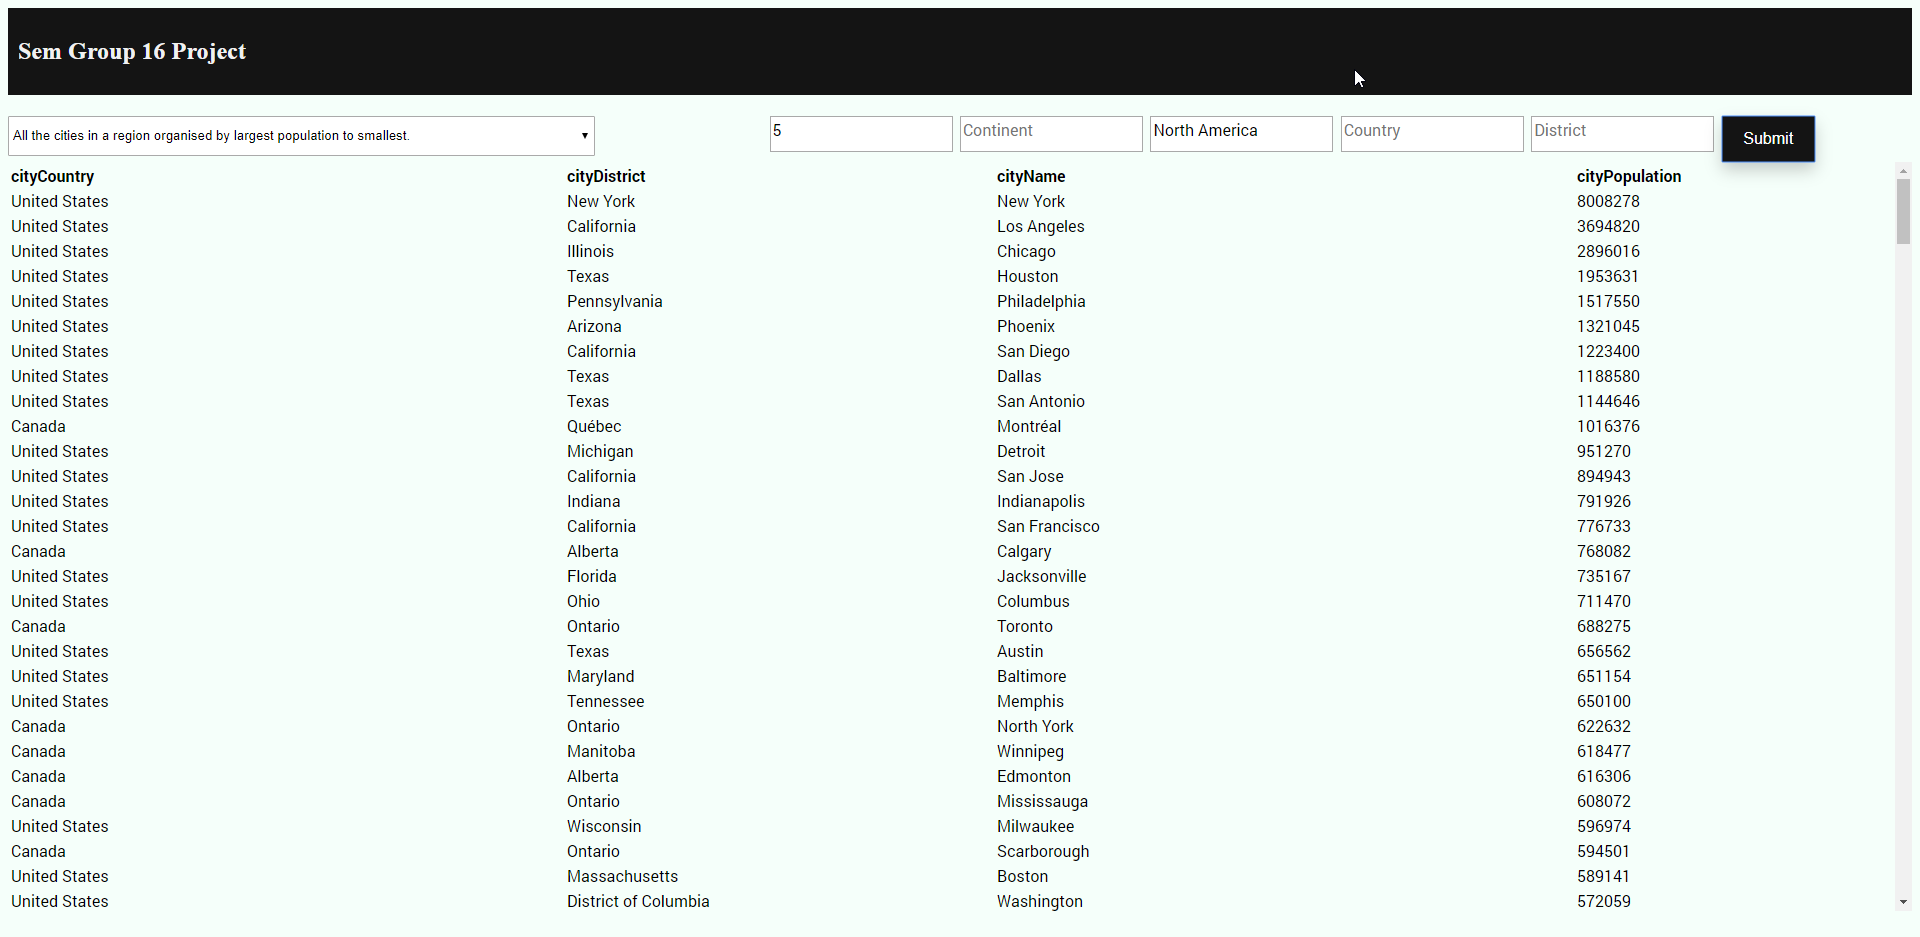 Sem Group 16 Project
All the cities in a region organised by largest population to smallest. 5 Continent North America Country District Submit
cityCountry cityDistrict cityName cityPopulation
United States New York New York 8008278
United States California Los Angeles 3694820
United States Illinois Chicago 2896016
United States Texas Houston 1953631
United States Pennsylvania Philadelphia 1517550
United States Arizona Phoenix 1321045
United States California San Diego 1223400
United States Texas Dallas 1188580
United States Texas San Antonio 1144646
Canada Québec Montréal 1016376
United States Michigan Detroit 951270
United States California San Jose 894943
United States Indiana Indianapolis 791926
United States California San Francisco 776733
Canada Alberta Calgary 768082
United States Florida Jacksonville 735167
United States Ohio Columbus 711470
Canada Ontario Toronto 688275
United States Texas Austin 656562
United States Maryland Baltimore 651154
United States Tennessee Memphis 650100
Canada Ontario North York 622632
Canada Manitoba Winnipeg 618477
Canada Alberta Edmonton 616306
Canada Ontario Mississauga 608072
United States Wisconsin Milwaukee 596974
Canada Ontario Scarborough 594501
United States Massachusetts Boston 589141
United States District of Columbia Washington 572059